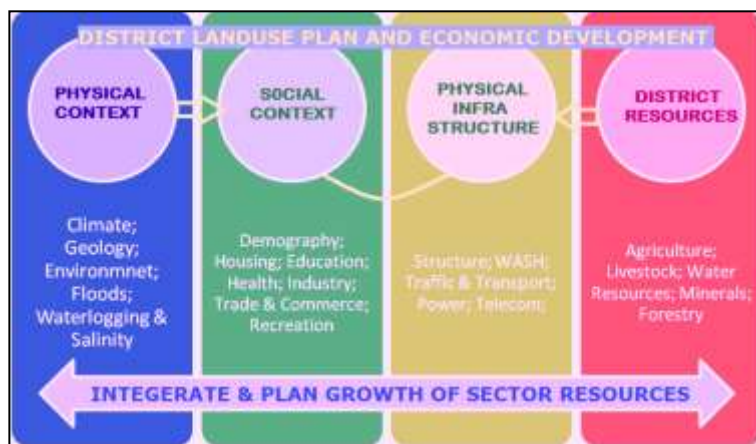 DISTRICT LANDUSE PLAN AND ECONOMIC DEVELOPMENT
PHYSICAL
CONTEXT
Climate;
Geology;
Environmnet;
Floods;
Waterlogging &
Salinity
S0CIAL
CONTEXT
Demography;
Housing; Education;
Health; Industry;
Trade & Commerce;
Recreation
PHYSICAL
INFRA
STRUCTURE
Structure; WASH;
Traffic & Transport;
Power; Telecom;
DISTRICT
RESOURCES
Agriculture;
Livestock; Water
Resources; Minerals;
Forestry
INTEGERATE & PLAN GROWTH OF SECTOR RESOURCES